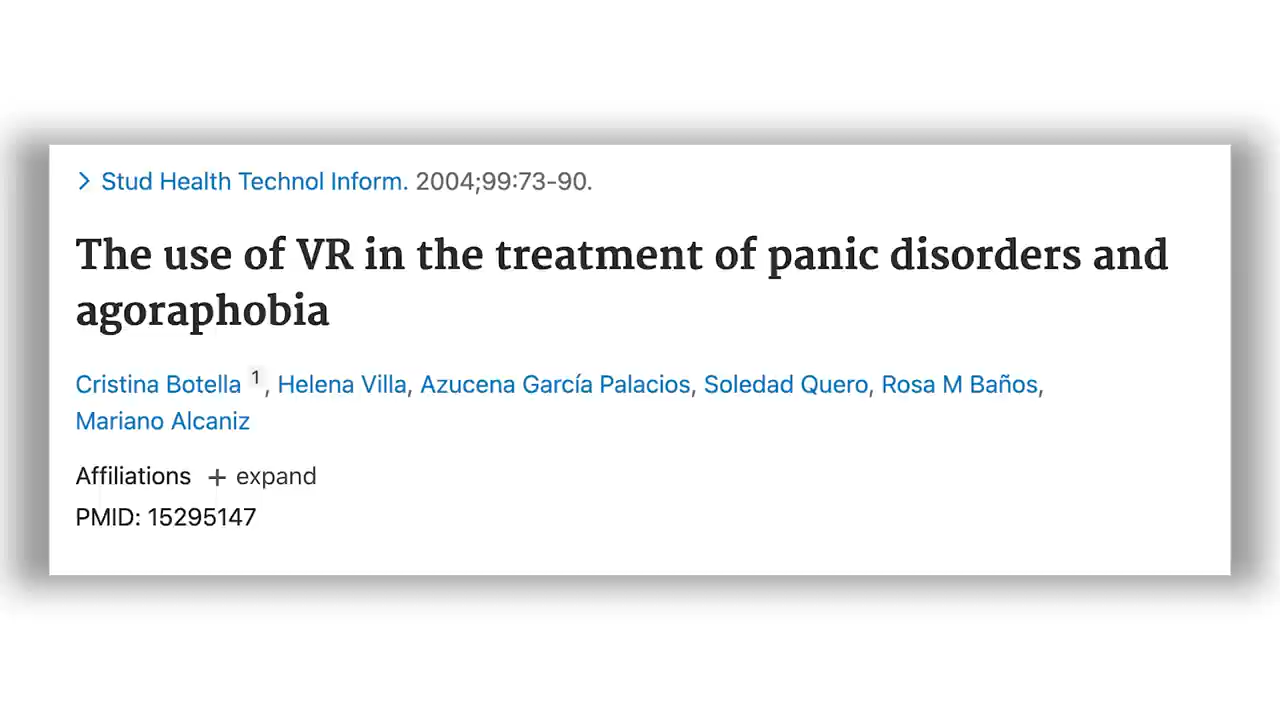 > Stud Health Technol Inform. 2004;99:73-90.
The use of VR in the treatment of panic disorders and
agoraphobia
Cristina Botella 1, Helena Villa, Azucena García Palacios, Soledad Quero, Rosa M Baños,
Mariano Alcaniz
Affiliations + expand
PMID: 15295147